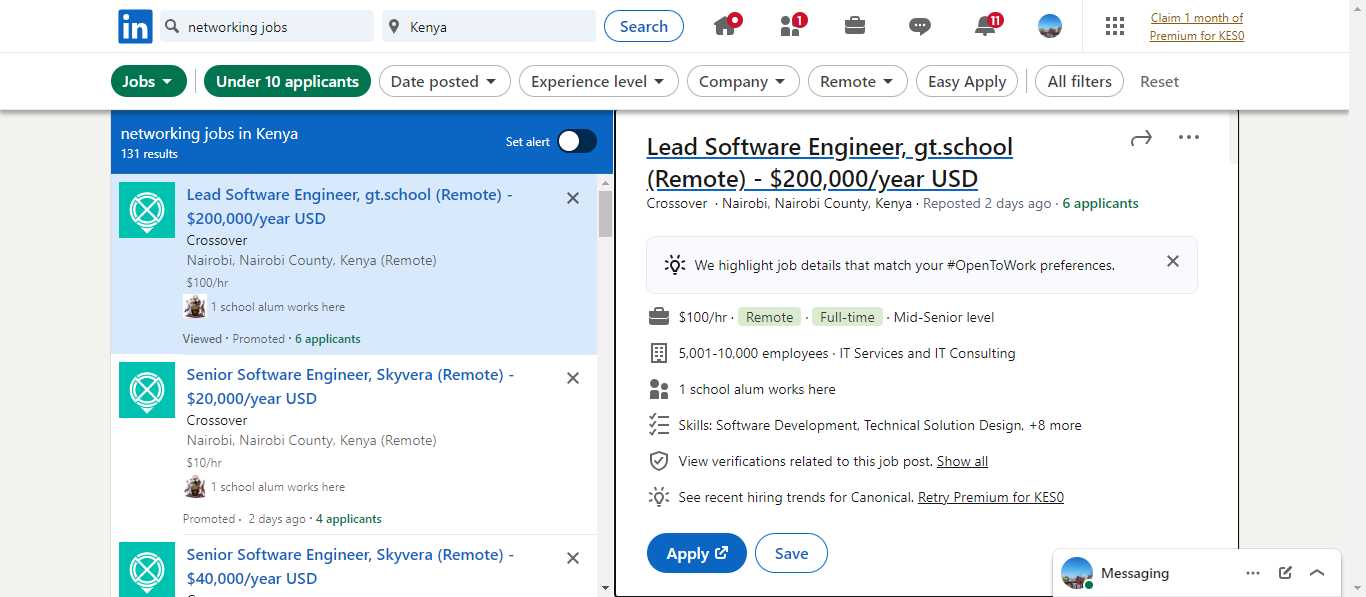 in
networking jobs
Kenya
Search
1
11
Claim 1 month of
Premium for KES0
Jobs
Under 10 applicants
Date posted
Experience level
Company
Remote
Easy Apply
All filters
Reset
networking jobs in Kenya
131 results
Set alert
Lead Software Engineer, gt.school (Remote) -
$200,000/year USD
Crossover
Nairobi, Nairobi County, Kenya (Remote)
$100/hr
1 school alum works here
Viewed · Promoted · 6 applicants
Senior Software Engineer, Skyvera (Remote) -
$20,000/year USD
Crossover
Nairobi, Nairobi County, Kenya (Remote)
$10/hr
1 school alum works here
Promoted · 2 days ago · 4 applicants
Senior Software Engineer, Skyvera (Remote) -
$40,000/year USD
Lead Software Engineer, gt.school
(Remote) - $200,000/year USD
Crossover · Nairobi, Nairobi County, Kenya · Reposted 2 days ago · 6 applicants
We highlight job details that match your #OpenToWork preferences.
$100/hr · Remote · Full-time · Mid-Senior level
5,001-10,000 employees · IT Services and IT Consulting
1 school alum works here
Skills: Software Development, Technical Solution Design, +8 more
View verifications related to this job post. Show all
See recent hiring trends for Canonical. Retry Premium for KES0
Apply
Save
Messaging